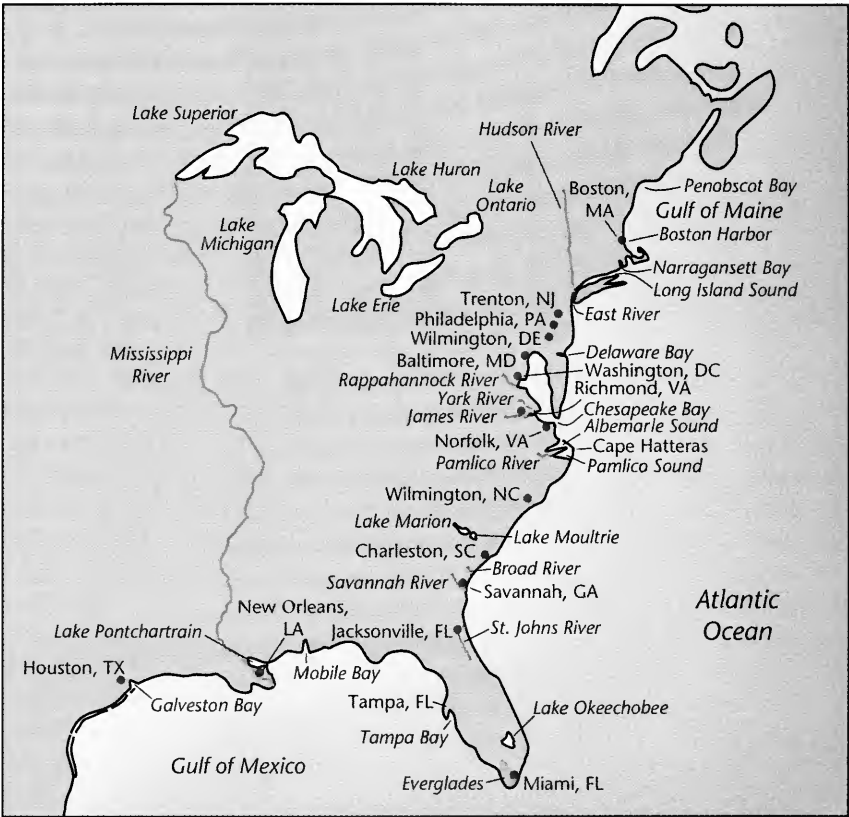 Lake Superior
Hudson River
Lake Huron
Lake
Ontario
Boston,
MA
Penobscot Bay
Gulf of Maine
Boston Harbor
Lake
Michigan
Narragansett Bay
Long Island Sound
Lake Erie
Trenton, NJ
East River
Philadelphia, PA
Wilmington, DE
Mississippi
River
Baltimore, MD
Delaware Bay
Washington, DC
Rappahannock River
Richmond, VA
York River
Chesapeake Bay
James River
Albemarle Sound
Norfolk, VA
Cape Hatteras
Pamlico River
Pamlico Sound
Wilmington, NC
Lake Marion
Lake Moultrie
Charleston, SC
Broad River
Savannah River
Savannah, GA
Atlantic
Ocean
New Orleans,
LA
Lake Pontchartrain
Jacksonville, FL
St. Johns River
Houston, TX
Mobile Bay
Galveston Bay
Tampa, FL
Lake Okeechobee
Tampa Bay
Gulf of Mexico
Everglades
Miami, FL